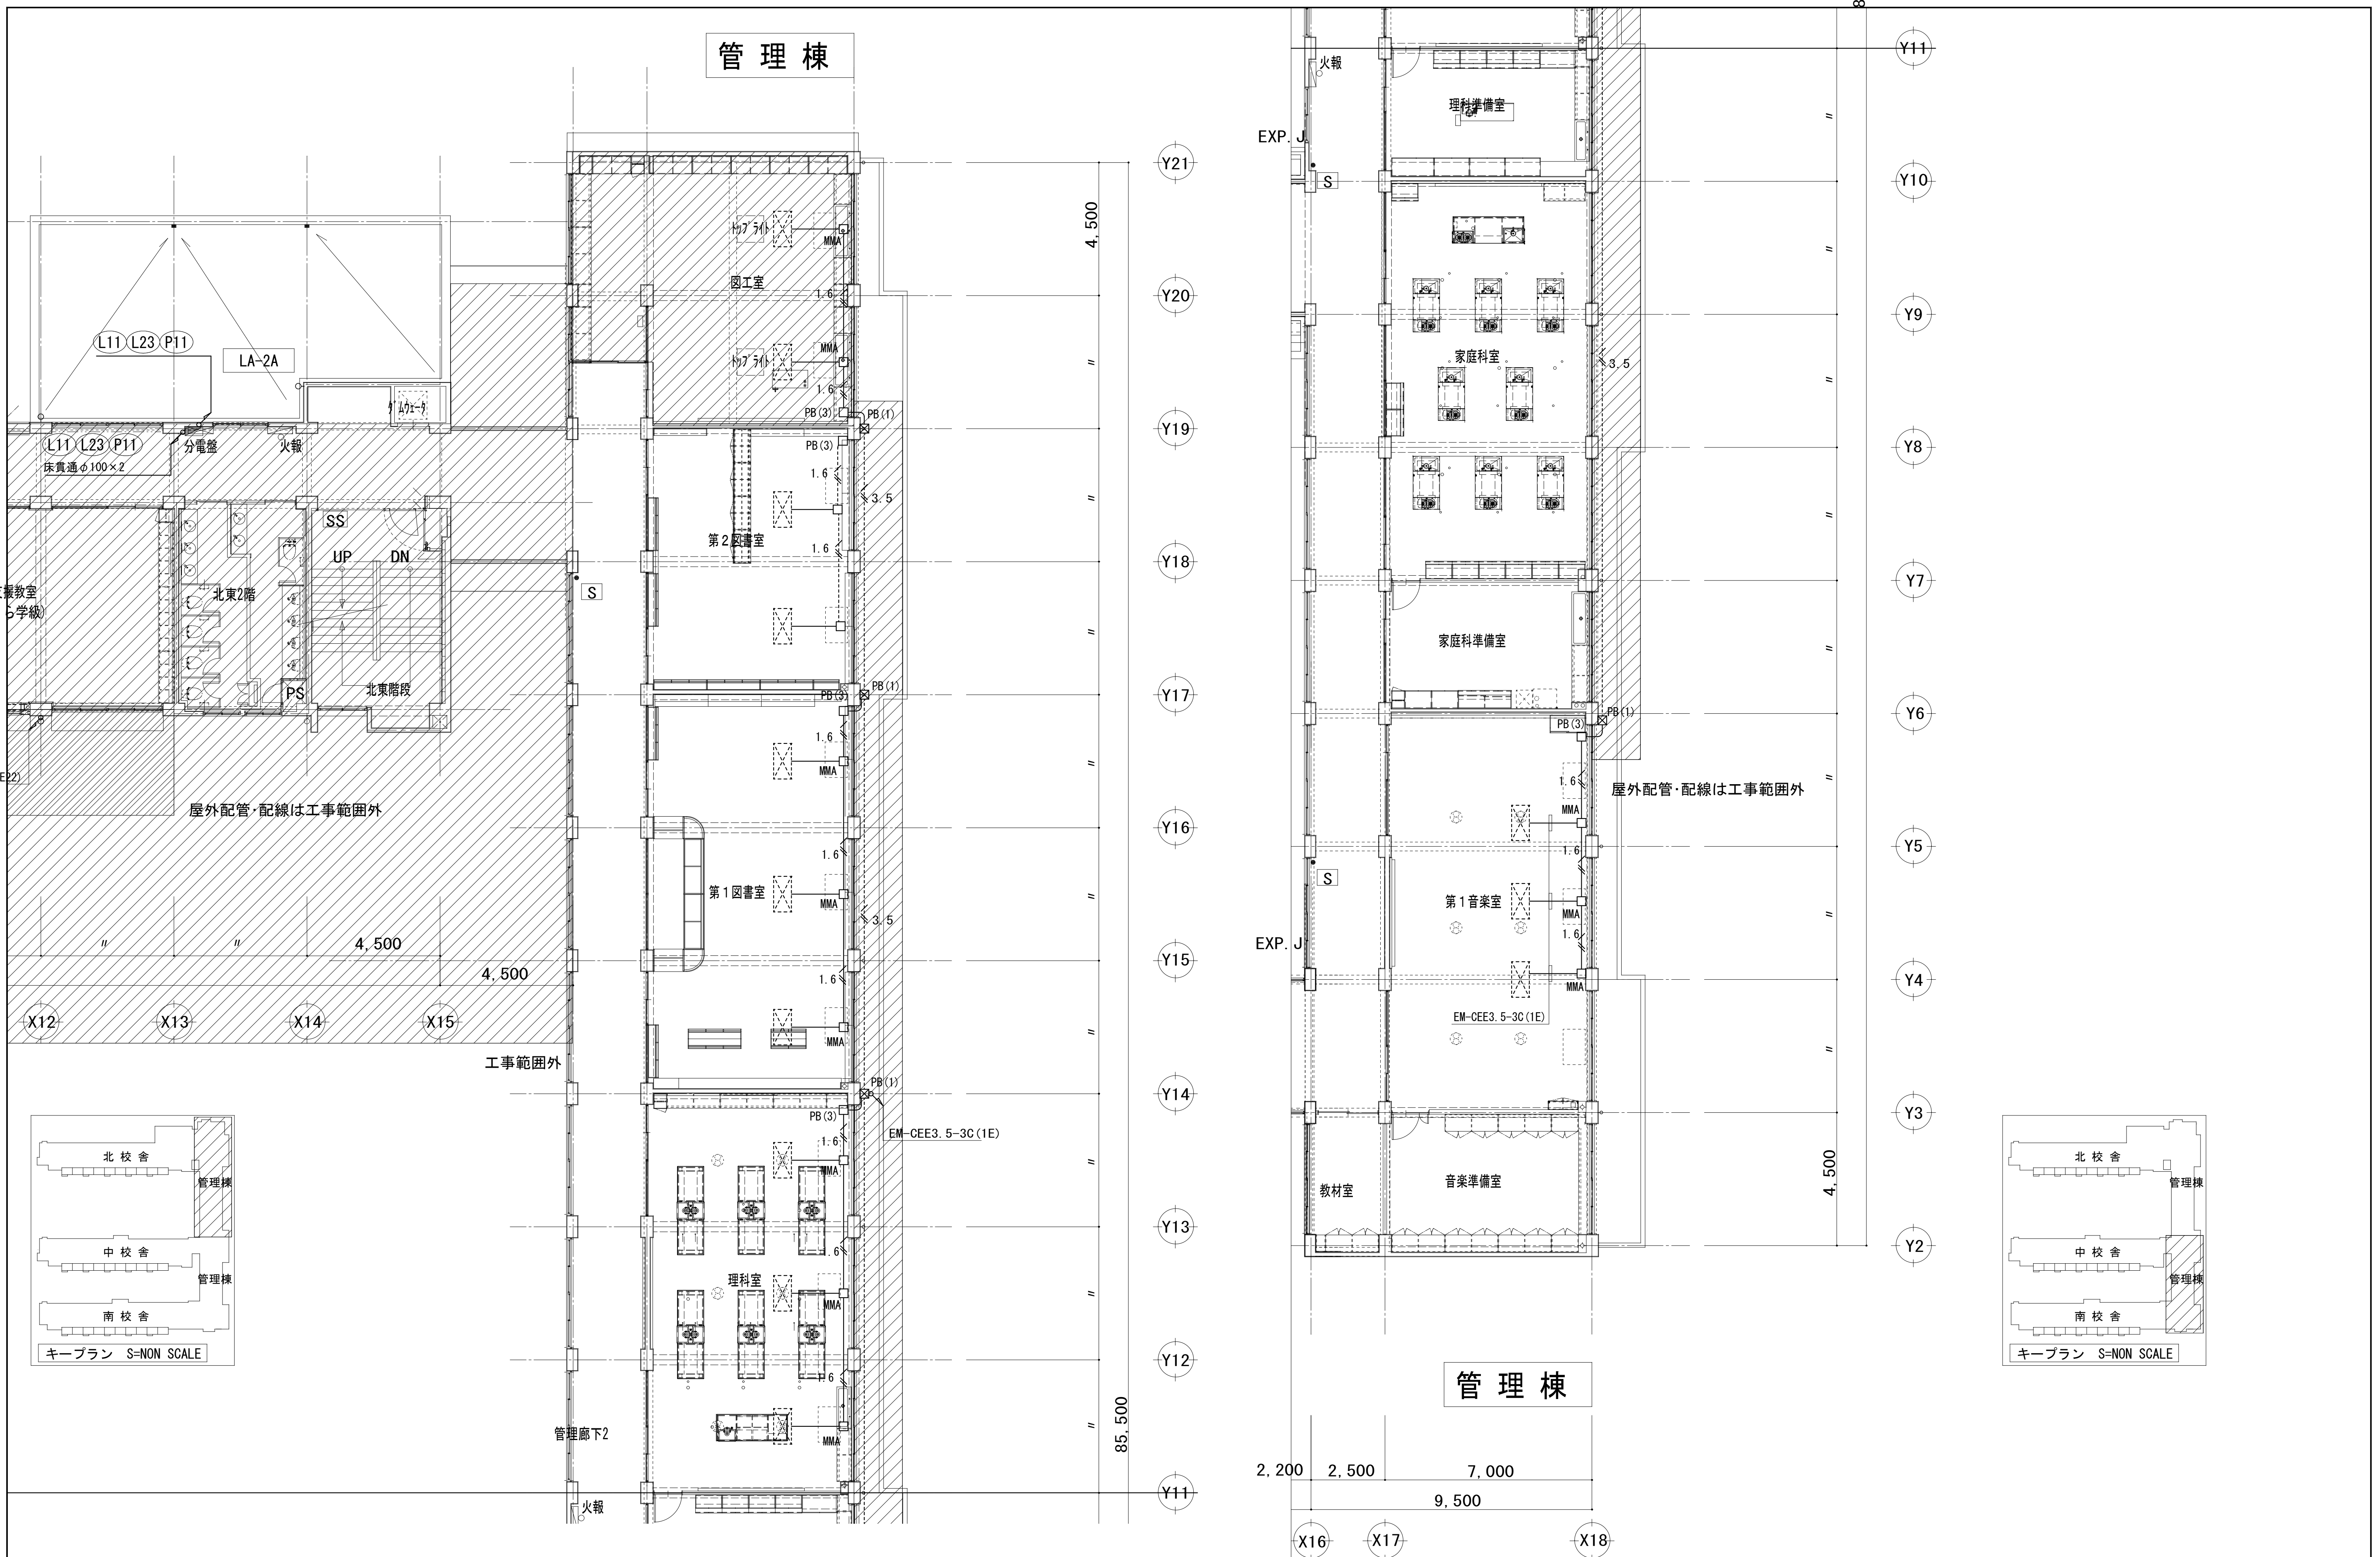 管 理 棟
Y21
4,500
トップライト
MMA
図工室
1.6
Y20
〃
トップライト
MMA
1.6
PB(3)
PB(1)
Y19
L11 L23 P11
LA-2A
ダムウェータ
L11 L23 P11
床貫通φ100×2
分電盤
火報
PB(3)
1.6
3.5
〃
第2図書室
1.6
Y18
S
SS
UP
DN
北東2階
PS
北東階段
援教室
ら学級)
〃
PB(3)
PB(1)
Y17
1.6
MMA
〃
E22)
屋外配管・配線は工事範囲外
Y16
1.6
第1図書室
MMA
3.5
〃
〃
〃
4,500
4,500
Y15
1.6
MMA
〃
X12
X13
X14
X15
工事範囲外
PB(1)
Y14
PB(3)
EM-CEE3.5-3C(1E)
1.6
MMA
〃
Y13
1.6
理科室
MMA
〃
Y12
1.6
85,500
管理廊下2
MMA
〃
Y11
火報
北 校 舎
管理棟
中 校 舎
管理棟
南 校 舎
キープラン S=NON SCALE
8
Y11
火報
理科準備室
〃
EXP.J
S
Y10
〃
Y9
家庭科室
3.5
〃
Y8
〃
Y7
家庭科準備室
〃
PB(1)
PB(3)
Y6
1.6
屋外配管・配線は工事範囲外
MMA
〃
1.6
Y5
S
第1音楽室
MMA
〃
1.6
EXP.J
MMA
Y4
EM-CEE3.5-3C(1E)
〃
Y3
4,500
教材室
音楽準備室
Y2
管 理 棟
2,200
2,500
7,000
9,500
X16
X17
X18
北 校 舎
管理棟
中 校 舎
管理棟
南 校 舎
キープラン S=NON SCALE